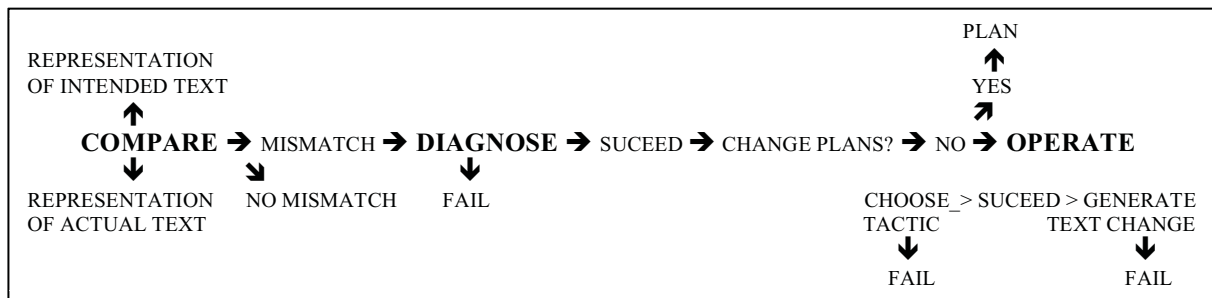 PLAN
REPRESENTATION
OF INTENDED TEXT
YES
COMPARE → MISMATCH → DIAGNOSE → SUCEED → CHANGE PLANS? → NO → OPERATE
REPRESENTATION NO MISMATCH FAIL CHOOSE_> SUCEED > GENERATE
OF ACTUAL TEXT TACTIC TEXT CHANGE
FAIL FAIL